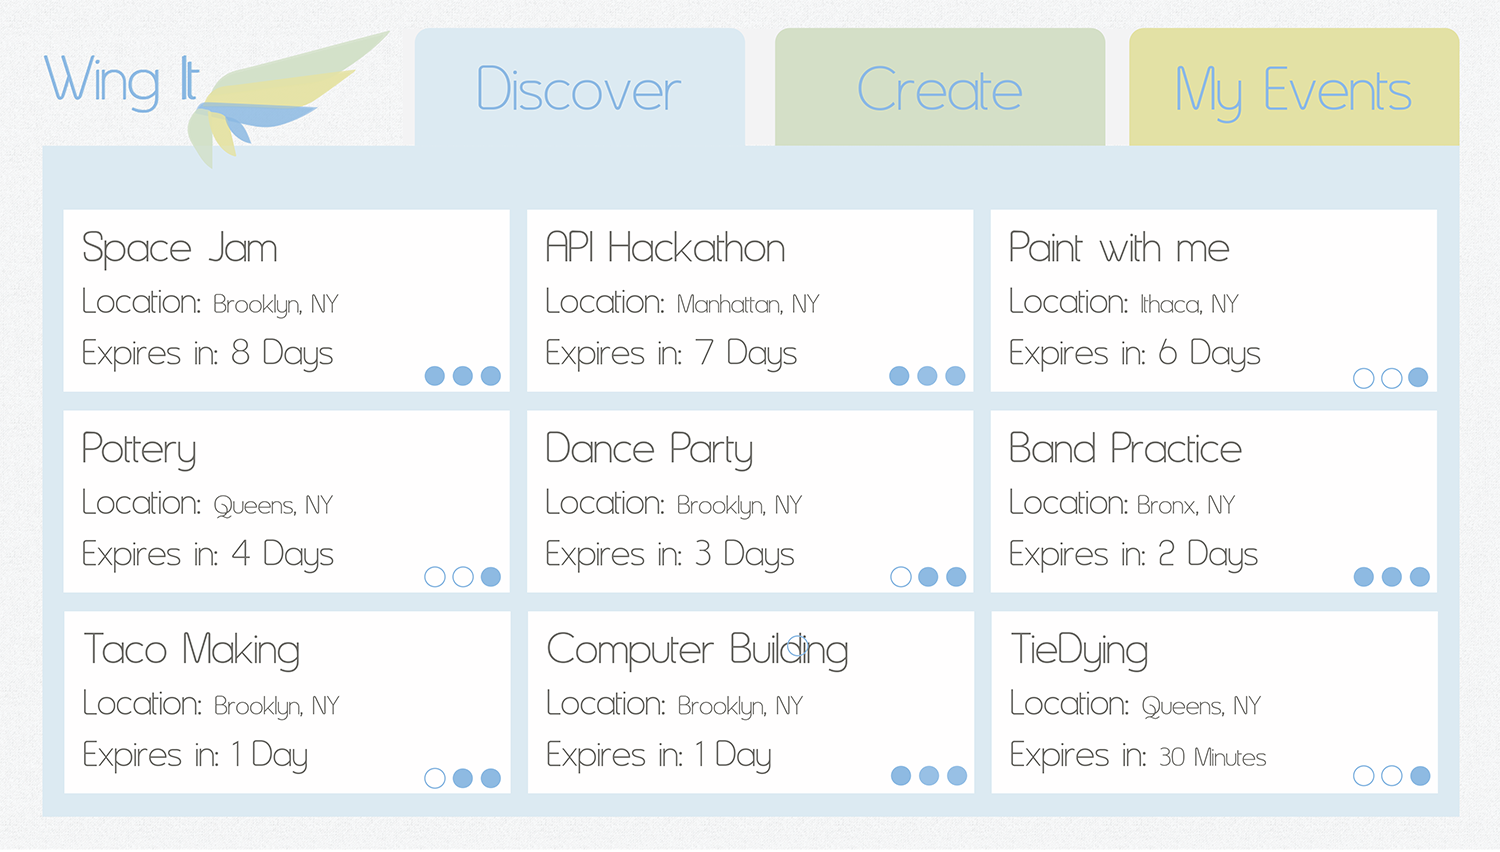 Wing It
Discover
Create
My Events
Space Jam
Location: Brooklyn, NY
Expires in: 8 Days
API Hackathon
Location: Manhattan, NY
Expires in: 7 Days
Paint with me
Location: Ithaca, NY
Expires in: 6 Days
Pottery
Location: Queens, NY
Expires in: 4 Days
Dance Party
Location: Brooklyn, NY
Expires in: 3 Days
Band Practice
Location: Bronx, NY
Expires in: 2 Days
Taco Making
Location: Brooklyn, NY
Expires in: 1 Day
Computer Building
Location: Brooklyn, NY
Expires in: 1 Day
TieDying
Location: Queens, NY
Expires in: 30 Minutes